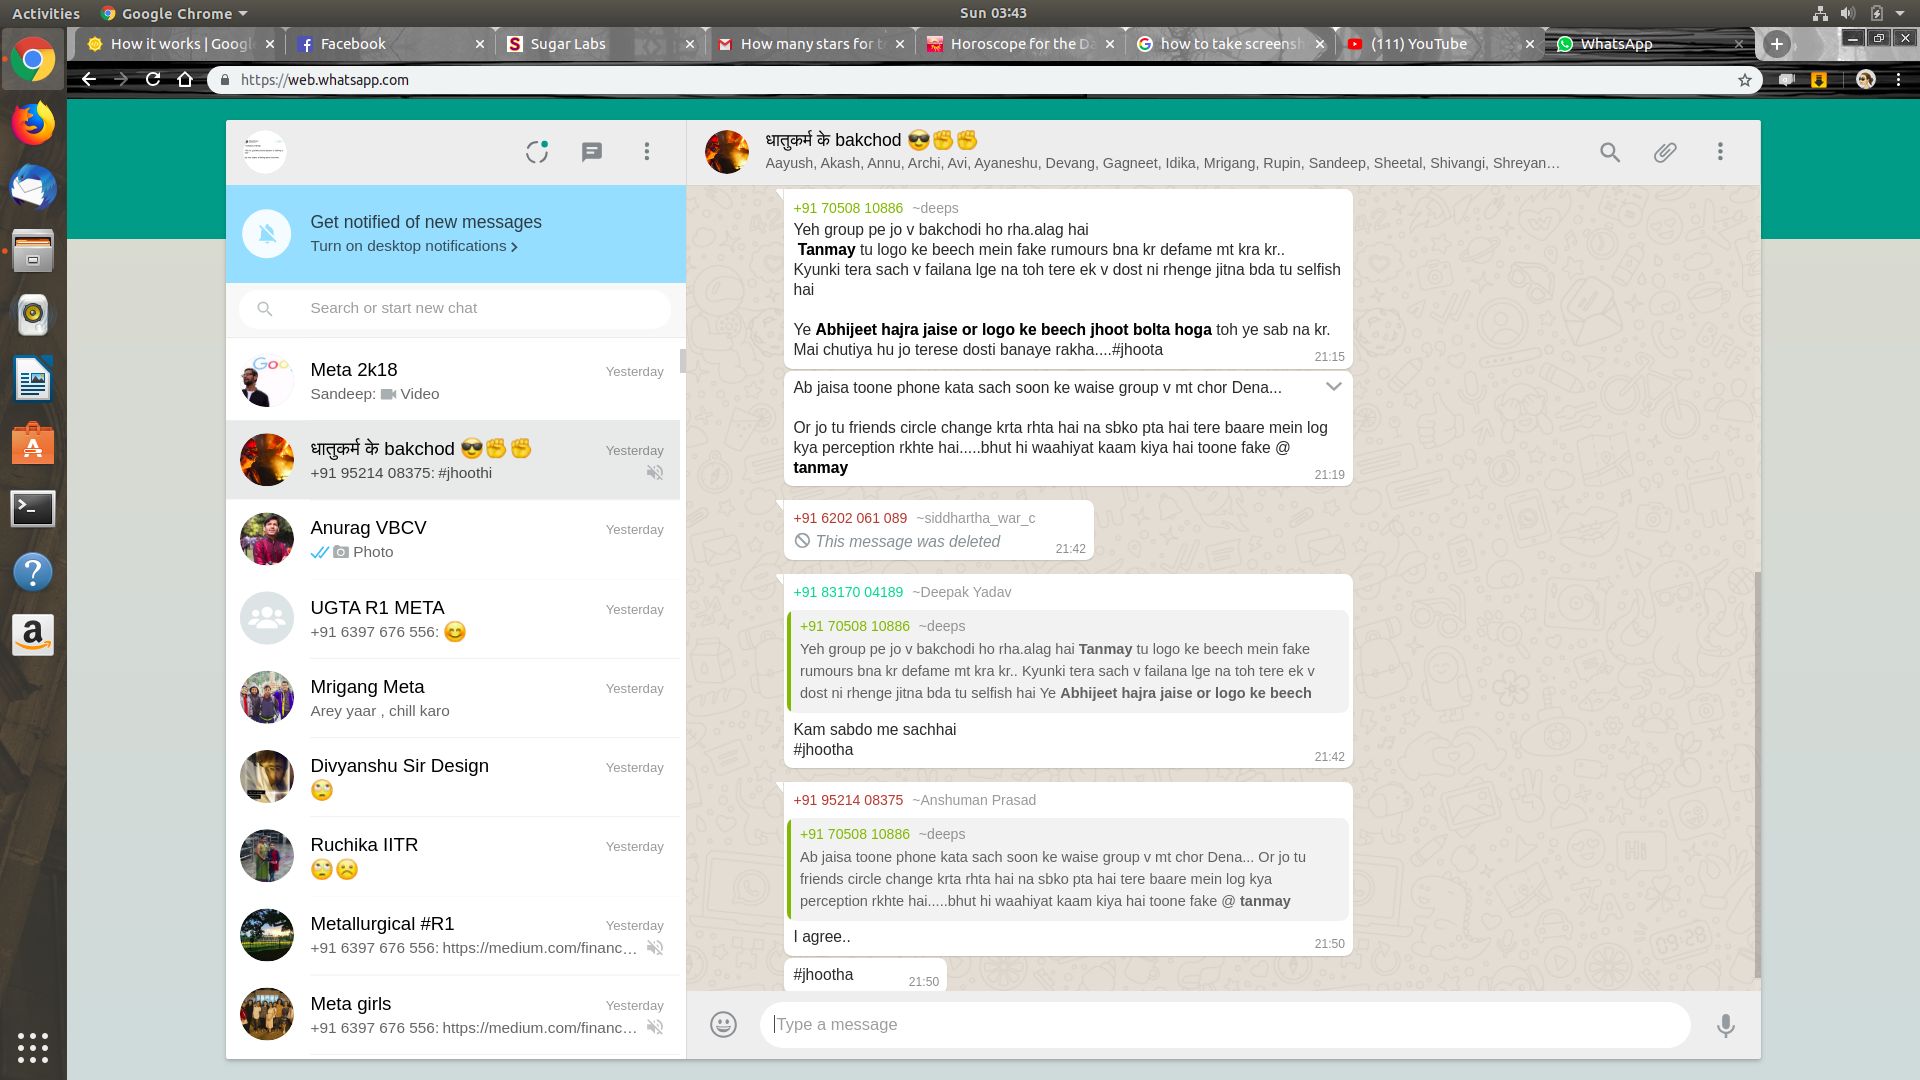 Activities
Google Chrome
Sun 03:43
How it works | Googl
Facebook
Sugar Labs
How many stars for t
Horoscope for the Da
how to take screensh
(111) YouTube
WhatsApp
https://web.whatsapp.com
धातुकर्म के bakchod 😎✊✊
Aayush, Akash, Annu, Archi, Avi, Ayaneshu, Devang, Gagneet, Idika, Mrigang, Rupin, Sandeep, Sheetal, Shivangi, Shreyan…
Get notified of new messages
Turn on desktop notifications
Search or start new chat
Meta 2k18
Yesterday
Sandeep: Video
धातुकर्म के bakchod 😎✊✊
Yesterday
+91 95214 08375: #jhoothi
Anurag VBCV
Yesterday
Photo
UGTA R1 META
Yesterday
+91 6397 676 556: 😊
Mrigang Meta
Yesterday
Arey yaar , chill karo
Divyanshu Sir Design
Yesterday
🙄
Ruchika IITR
Yesterday
🙄☹️
Metallurgical #R1
Yesterday
+91 6397 676 556: https://medium.com/financ…
Meta girls
Yesterday
+91 6397 676 556: https://medium.com/financ…
+91 70508 10886 ~deeps
Yeh group pe jo v bakchodi ho rha.alag hai
Tanmay tu logo ke beech mein fake rumours bna kr defame mt kra kr..
Kyunki tera sach v failana lge na toh tere ek v dost ni rhenge jitna bda tu selfish
hai
Ye Abhijeet hajra jaise or logo ke beech jhoot bolta hoga toh ye sab na kr.
Mai chutiya hu jo terese dosti banaye rakha....#jhoota
21:15
Ab jaisa toone phone kata sach soon ke waise group v mt chor Dena...
Or jo tu friends circle change krta rhta hai na sbko pta hai tere baare mein log
kya perception rkhte hai.....bhut hi waahiyat kaam kiya hai toone fake @
tanmay
21:19
+91 6202 061 089 ~siddhartha_war_c
This message was deleted
21:42
+91 83170 04189 ~Deepak Yadav
+91 70508 10886 ~deeps
Yeh group pe jo v bakchodi ho rha.alag hai Tanmay tu logo ke beech mein fake
rumours bna kr defame mt kra kr.. Kyunki tera sach v failana lge na toh tere ek v
dost ni rhenge jitna bda tu selfish hai Ye Abhijeet hajra jaise or logo ke beech
Kam sabdo me sachhai
#jhootha
21:42
+91 95214 08375 ~Anshuman Prasad
+91 70508 10886 ~deeps
Ab jaisa toone phone kata sach soon ke waise group v mt chor Dena... Or jo tu
friends circle change krta rhta hai na sbko pta hai tere baare mein log kya
perception rkhte hai.....bhut hi waahiyat kaam kiya hai toone fake @ tanmay
I agree..
21:50
#jhootha
21:50
Type a message